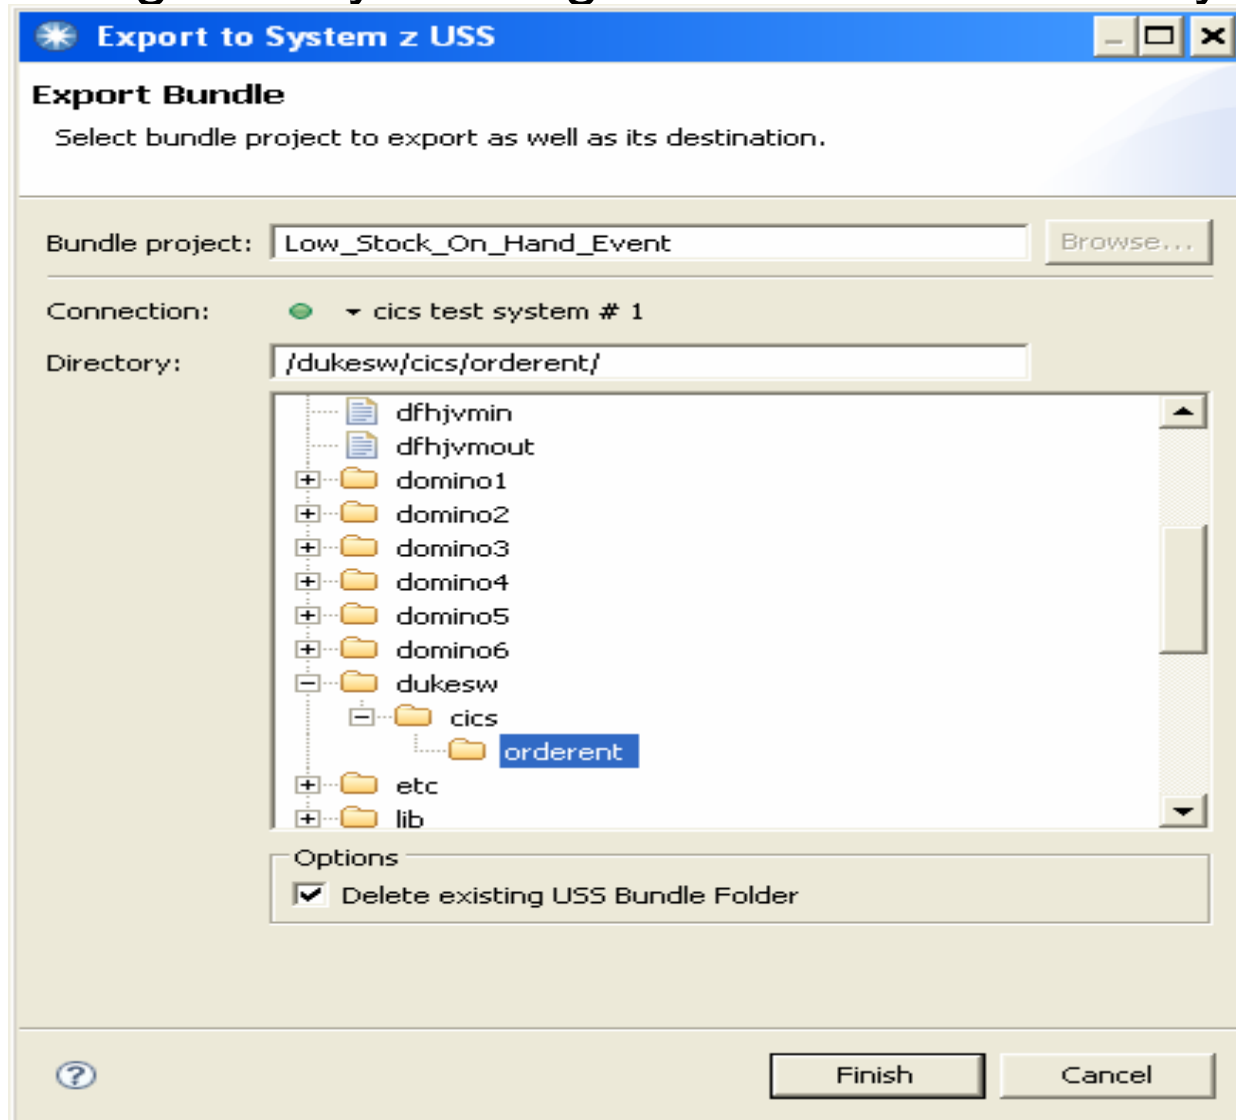 Export to System z USS
Export Bundle
Select bundle project to export as well as its destination.
Bundle project: Low_Stock_On_Hand_Event Browse...
Connection: cics test system # 1
Directory: /dukesw/cics/orderent/
dfhjvmin
dfhjvmout
domino1
domino2
domino3
domino4
domino5
domino6
dukesw
cics
orderent
etc
lib
Options
Delete existing USS Bundle Folder
? Finish Cancel